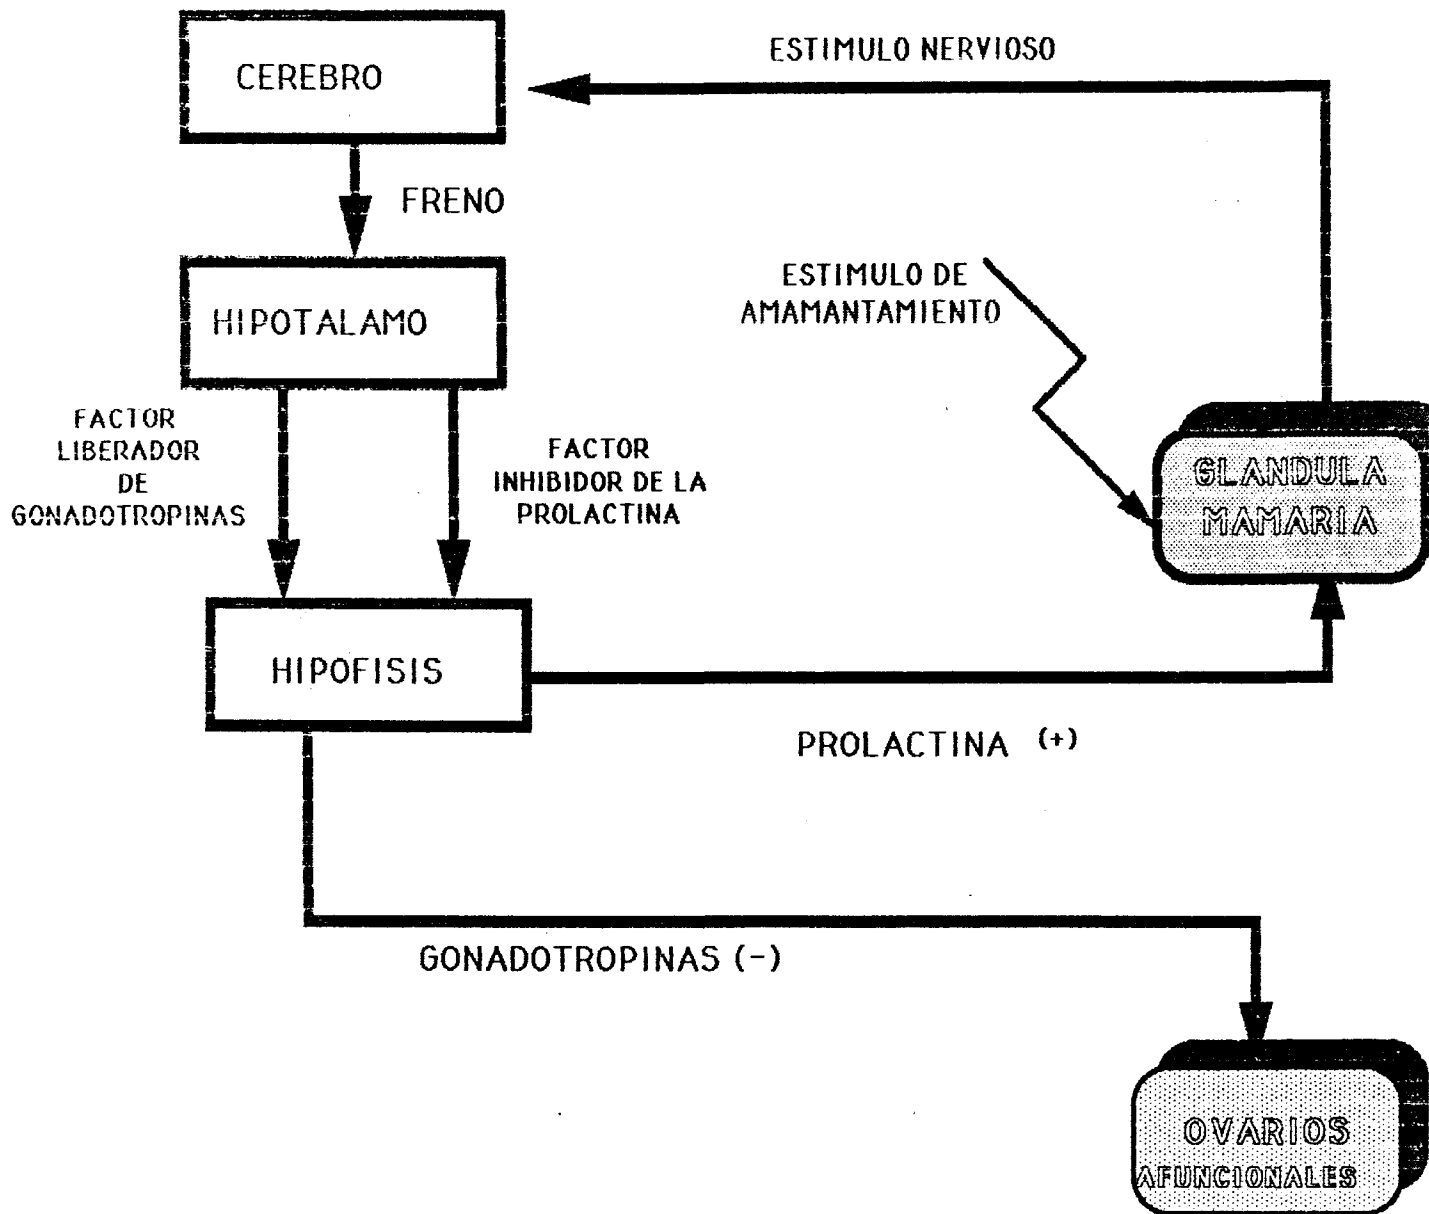 CEREBRO
ESTIMULO NERVIOSO
FRENO
HIPOTALAMO
ESTIMULO DE
AMAMANTAMIENTO
FACTOR
LIBERADOR
DE
GONADOTROPINAS
FACTOR
INHIBIDOR DE LA
PROLACTINA
GLANDULA
MAMARIA
HIPOFISIS
PROLACTINA (+)
GONADOTROPINAS (-)
OVARIOS
AFUNCIONALES